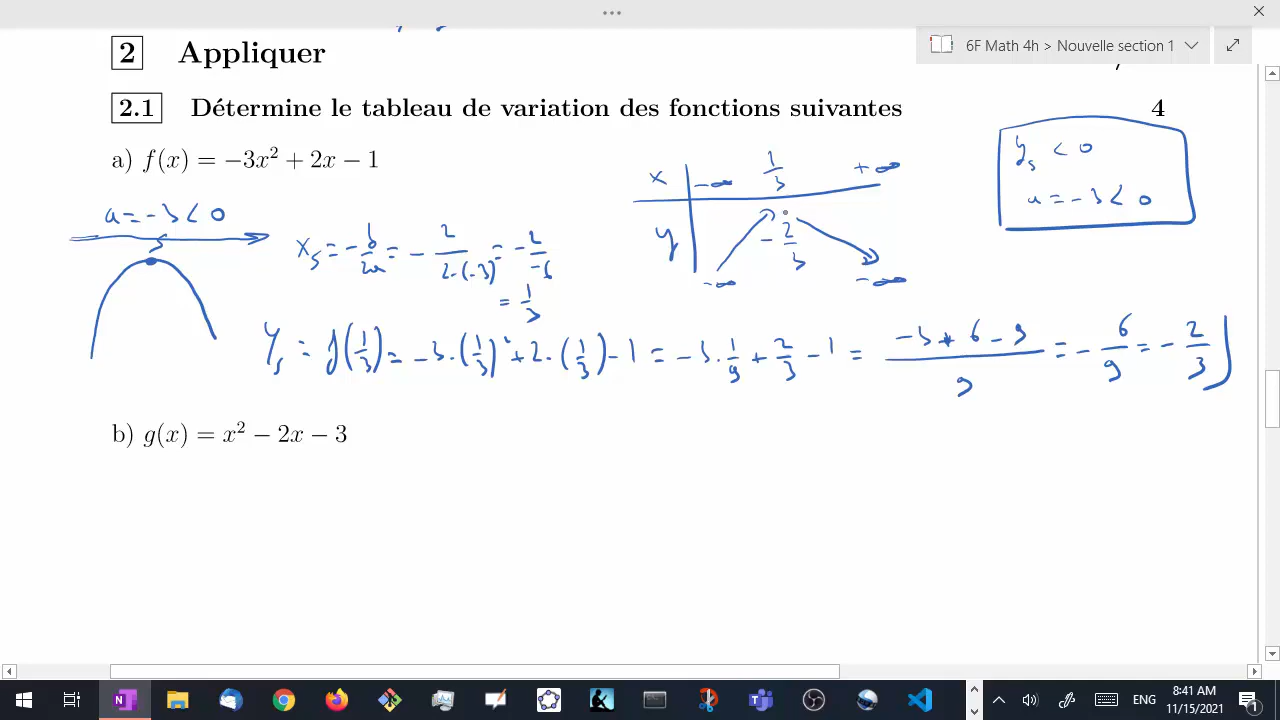 6F Math 4h > Nouvelle section 1
2 Appliquer
2.1 Détermine le tableau de variation des fonctions suivantes 4
a) f(x) = −3x² + 2x − 1
a = -3 < 0
S
x_s = -b/2a = - 2/(2·(-3)) = - 2/-6
= 1/3
x -∞ 1/3 +∞
y -∞ -2/3 -∞
y_s < 0
a = -3 < 0
y_s = f(1/3) = -3·(1/3)² + 2·(1/3) - 1 = -3·1/9 + 2/3 - 1 = (-3 + 6 - 9)/9 = -6/9 = -2/3
b) g(x) = x² − 2x − 3
ENG
8:41 AM
11/15/2021
1